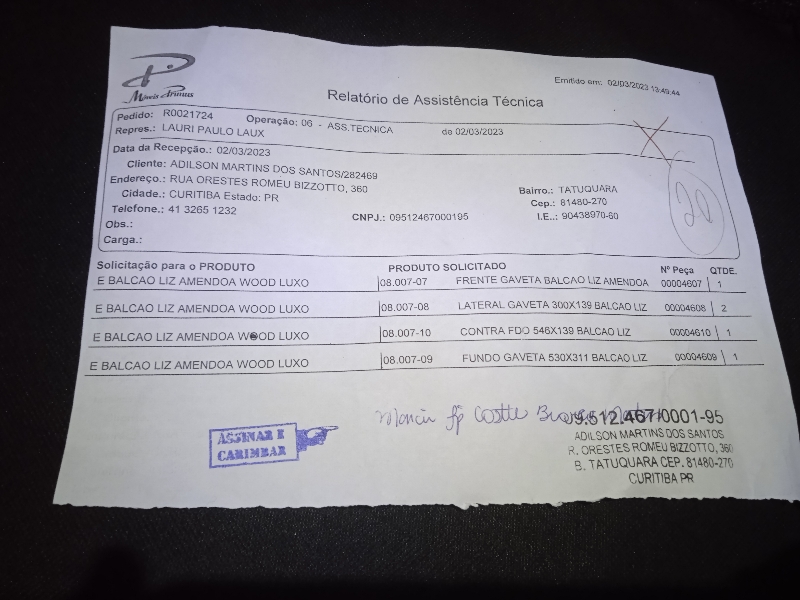 Móveis Primus
Emitido em: 02/03/2023 13:49:44
Relatório de Assistência Técnica
Pedido: R0021724 Operação: 06 - ASS.TECNICA de 02/03/2023
Repres.: LAURI PAULO LAUX
Data da Recepção.: 02/03/2023
Cliente: ADILSON MARTINS DOS SANTOS/282469
Endereço.: RUA ORESTES ROMEU BIZZOTTO, 360 Bairro.: TATUQUARA
Cidade.: CURITIBA Estado: PR Cep.: 81480-270
Telefone.: 41 3265 1232 CNPJ.: 09512467000195 I.E..: 90438970-60
Obs.:
Carga.:
20
Solicitação para o PRODUTO PRODUTO SOLICITADO Nº Peça QTDE.
E BALCAO LIZ AMENDOA WOOD LUXO 08.007-07 FRENTE GAVETA BALCAO LIZ AMENDOA 00004607 1
E BALCAO LIZ AMENDOA WOOD LUXO 08.007-08 LATERAL GAVETA 300X139 BALCAO LIZ 00004608 2
E BALCAO LIZ AMENDOA WOOD LUXO 08.007-10 CONTRA FDO 546X139 BALCAO LIZ 00004610 1
E BALCAO LIZ AMENDOA WOOD LUXO 08.007-09 FUNDO GAVETA 530X311 BALCAO LIZ 00004609 1
ASSINAR E
CARIMBAR
9.512.467/0001-95
ADILSON MARTINS DOS SANTOS
R. ORESTES ROMEU BIZZOTTO, 360
B. TATUQUARA CEP. 81480-270
CURITIBA PR